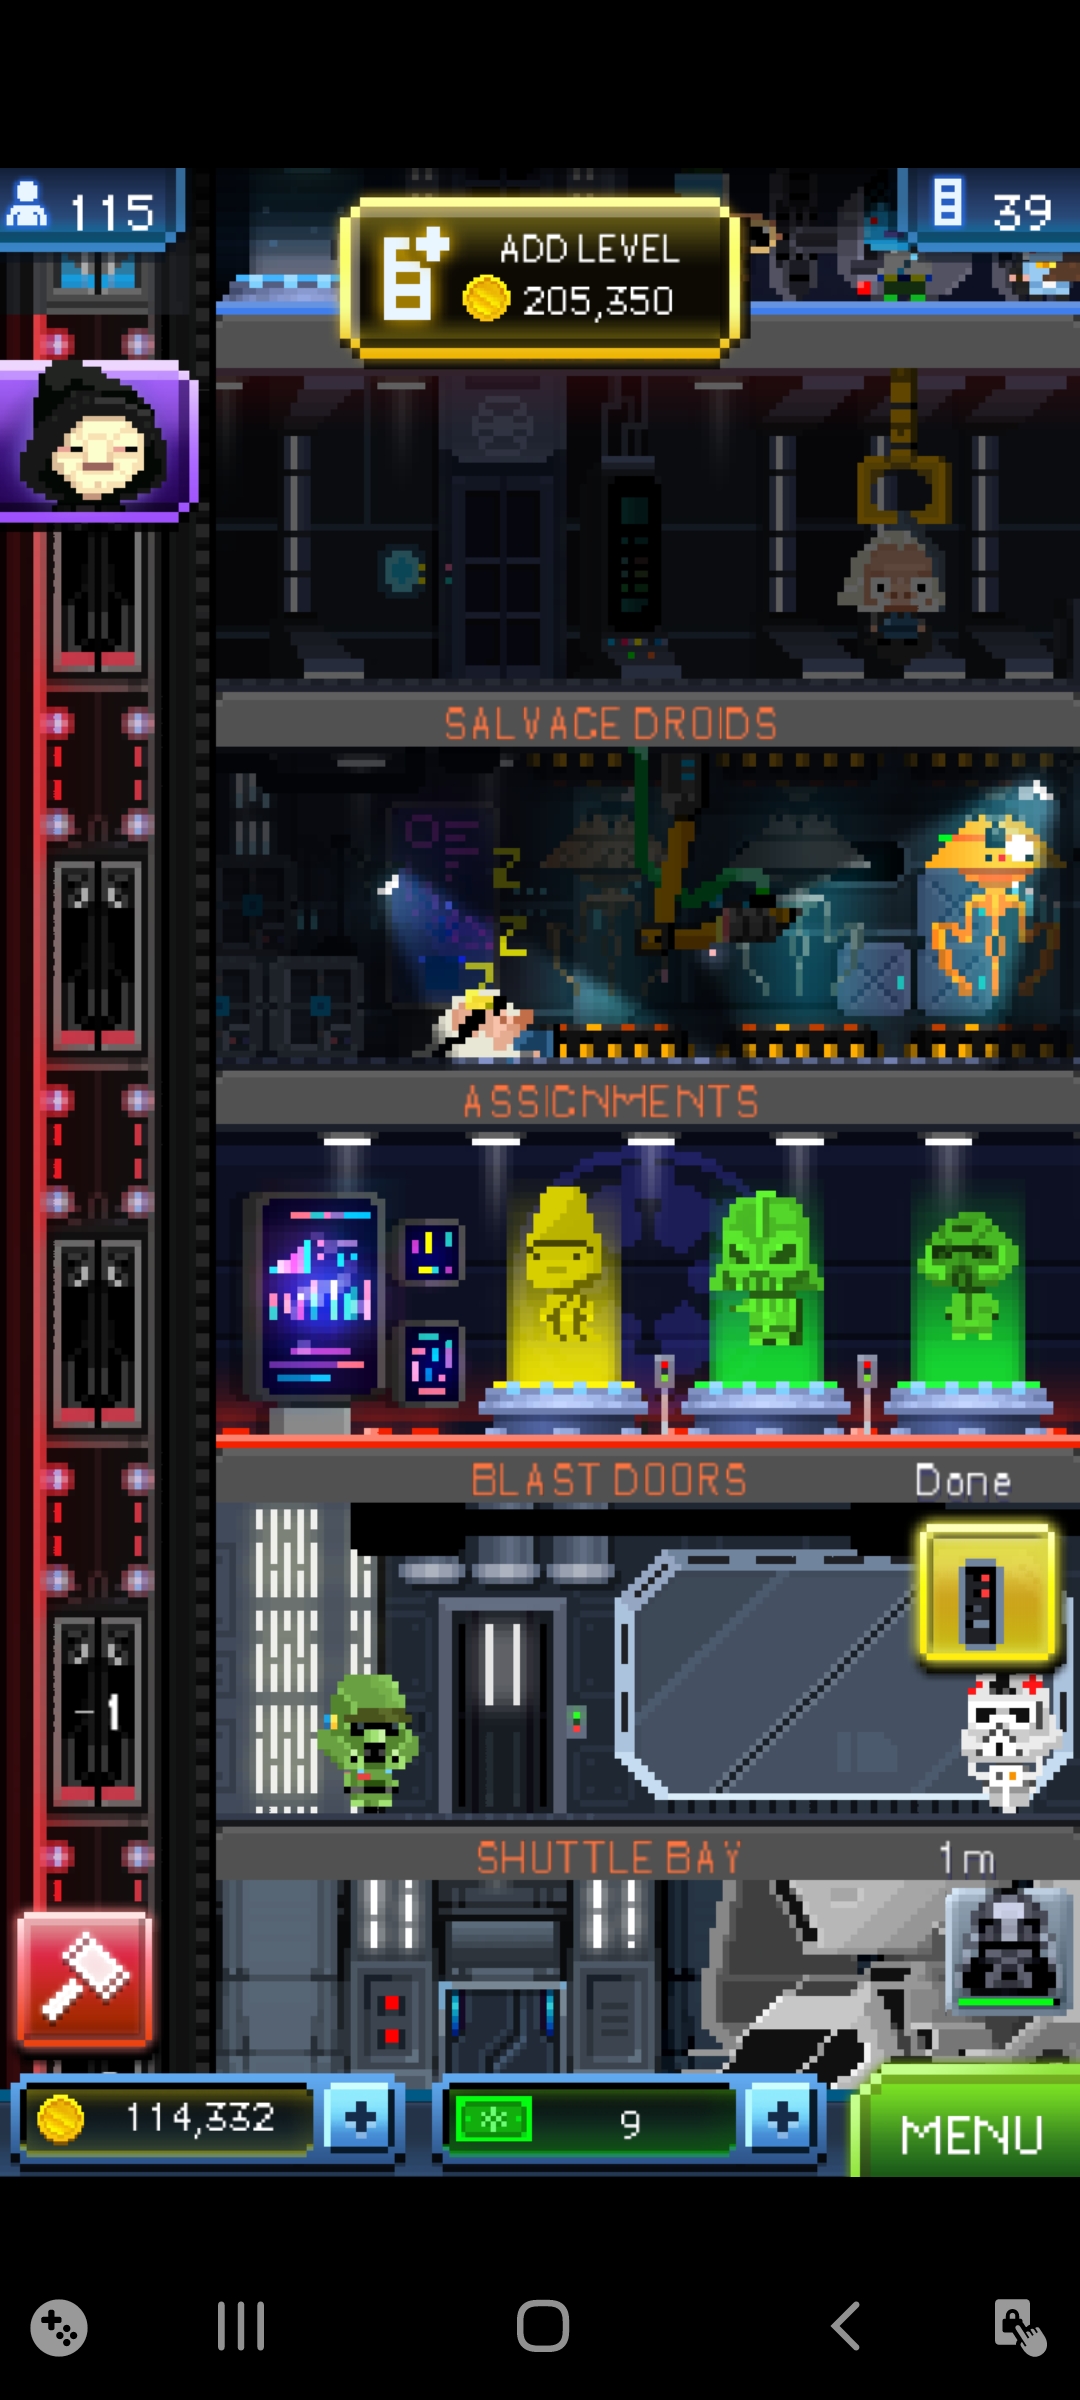 115
39
ADD LEVEL
205,350
SALVAGE DROIDS
Z
Z
Z
ASSIGNMENTS
BLAST DOORS Done
-1
SHUTTLE BAY 1m
114,332
9
MENU